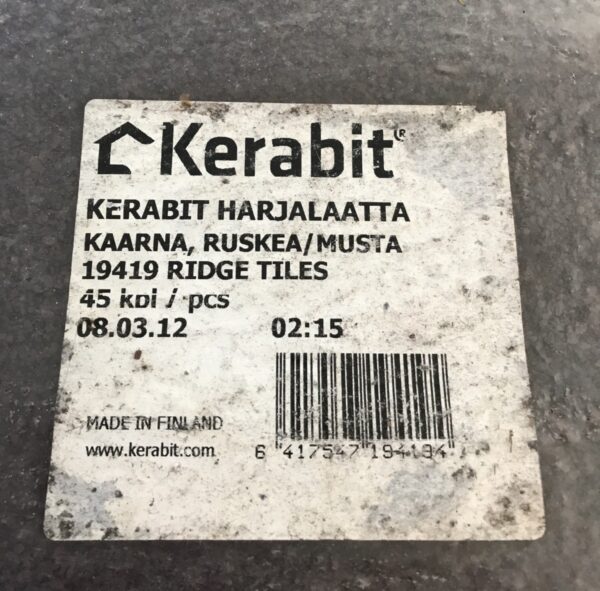 Kerabit®
KERABIT HARJALAATTA
KAARNA, RUSKEA/MUSTA
19419 RIDGE TILES
45 kpl / pcs
08.03.12 02:15
MADE IN FINLAND
www.kerabit.com
6 417547 194194